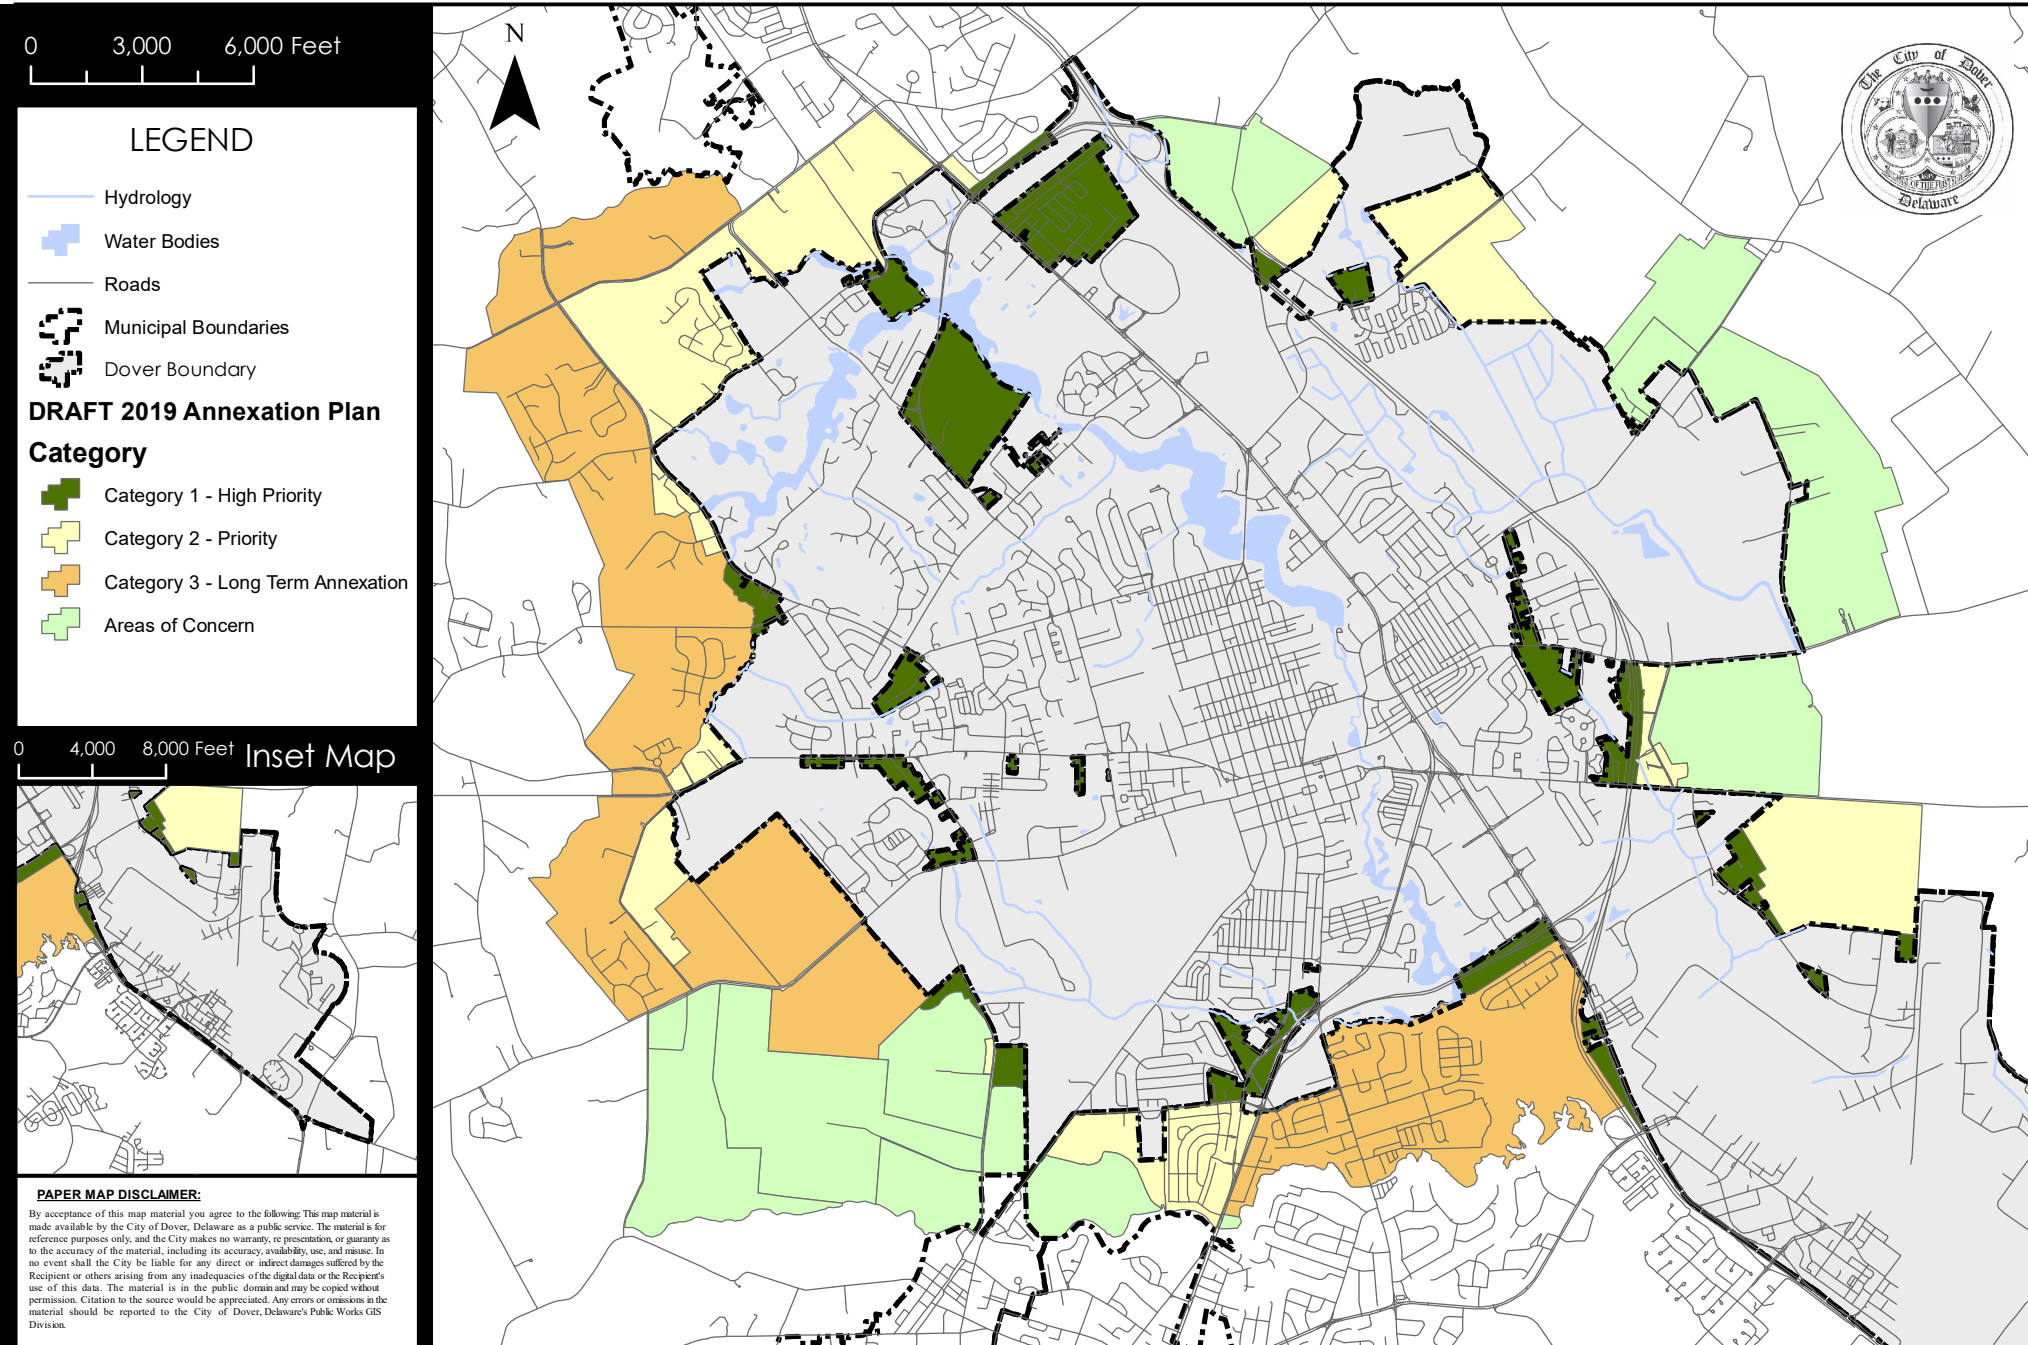 0 3,000 6,000 Feet
LEGEND
Hydrology
Water Bodies
Roads
Municipal Boundaries
Dover Boundary
DRAFT 2019 Annexation Plan
Category
Category 1 - High Priority
Category 2 - Priority
Category 3 - Long Term Annexation
Areas of Concern
0 4,000 8,000 Feet
Inset Map
PAPER MAP DISCLAIMER:
By acceptance of this map material you agree to the following: This map material is
made available by the City of Dover, Delaware as a public service. The material is for
reference purposes only, and the City makes no warranty, re presentation, or guaranty as
to the accuracy of the material, including its accuracy, availability, use, and misuse. In
no event shall the City be liable for any direct or indirect damages suffered by the
Recipient or others arising from any inadequacies of the digital data or the Recipient's
use of this data. The material is in the public domain and may be copied without
permission. Citation to the source would be appreciated. Any errors or omissions in the
material should be reported to the City of Dover, Delaware's Public Works GIS
Division.
N
The City of Dover
Delaware